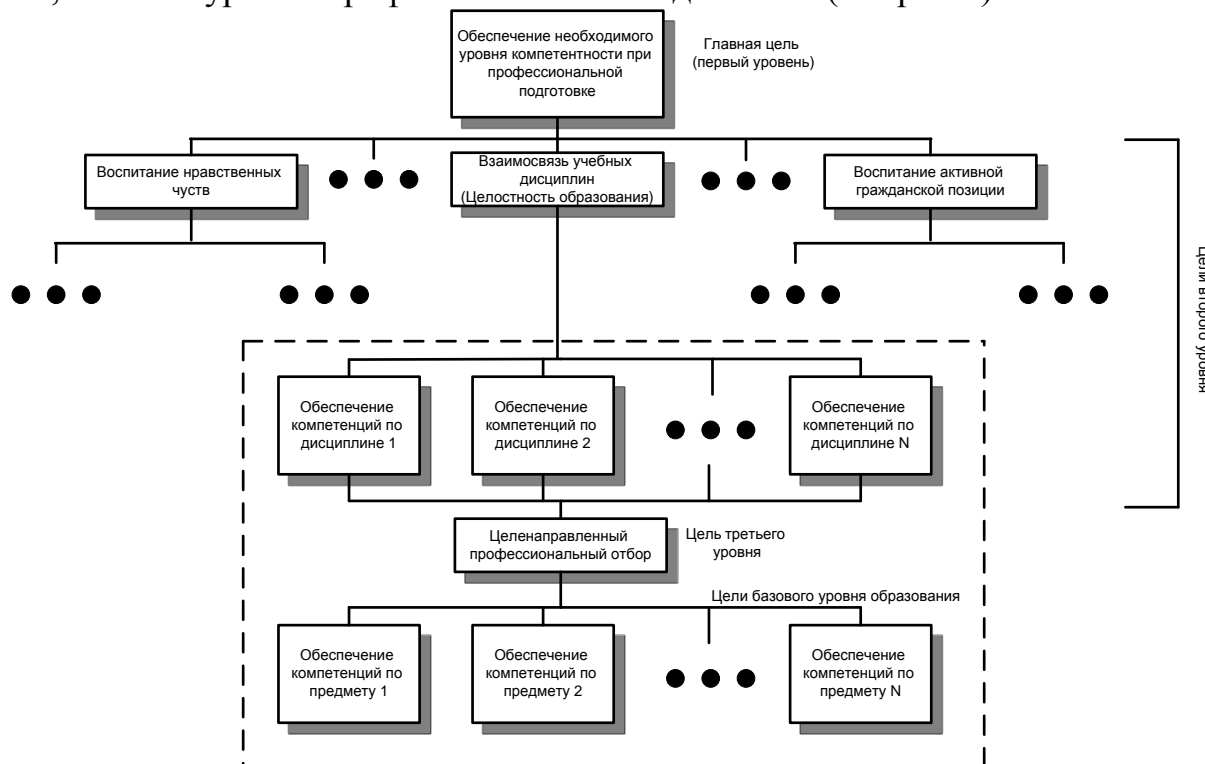 Обеспечение необходимого
уровня компетентности при
профессиональной
подготовке
Главная цель
(первый уровень)
Воспитание нравственных
чуств
Взаимосвязь учебных
дисциплин
(Целостность образования)
Воспитание активной
гражданской позиции
Цели второго уровня
Обеспечение
компетенций по
дисциплине 1
Обеспечение
компетенций по
дисциплине 2
Обеспечение
компетенций по
дисциплине N
Целенаправленный
профессиональный отбор
Цель третьего
уровня
Цели базового уровня образования
Обеспечение
компетенций по
предмету 1
Обеспечение
компетенций по
предмету 2
Обеспечение
компетенций по
предмету N